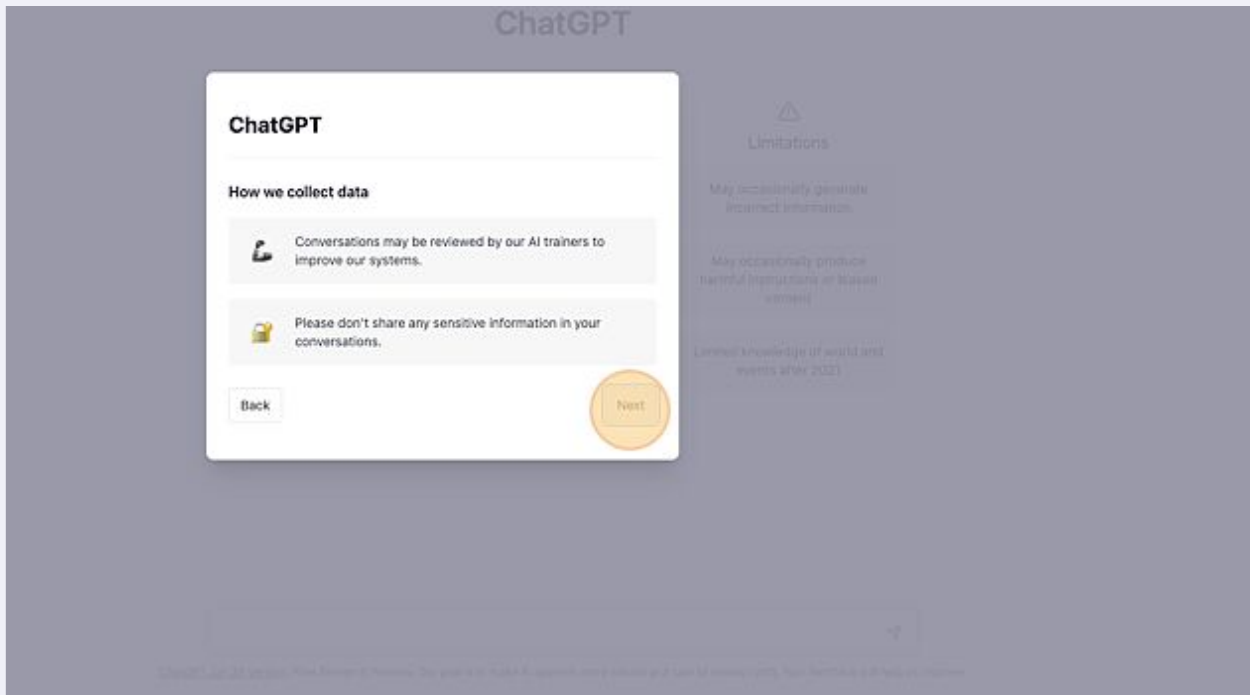 ChatGPT
ChatGPT
How we collect data
Conversations may be reviewed by our AI trainers to
improve our systems.
Please don't share any sensitive information in your
conversations.
Back
Next
Limitations
May occasionally generate
incorrect information
May occasionally produce
harmful instructions or biased
content
Limited knowledge of world and
events after 2021